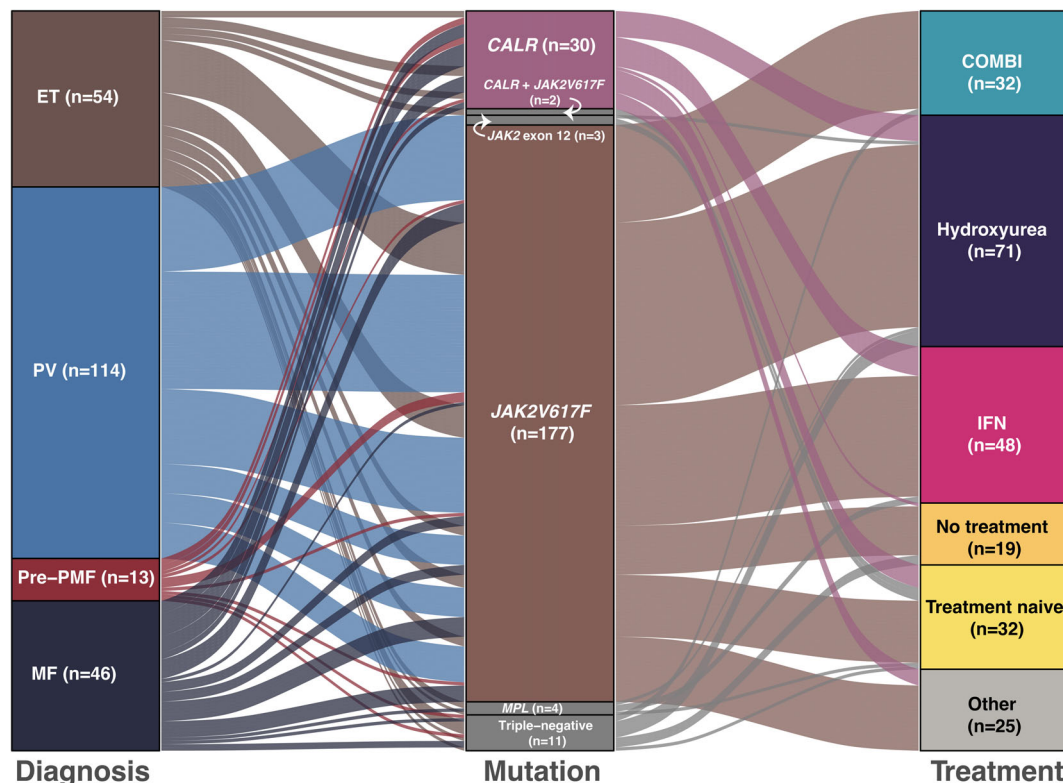 ET (n=54)
PV (n=114)
Pre–PMF (n=13)
MF (n=46)
Diagnosis
CALR (n=30)
CALR + JAK2V617F
(n=2)
JAK2 exon 12 (n=3)
JAK2V617F
(n=177)
MPL (n=4)
Triple–negative
(n=11)
Mutation
COMBI
(n=32)
Hydroxyurea
(n=71)
IFN
(n=48)
No treatment
(n=19)
Treatment naive
(n=32)
Other
(n=25)
Treatment